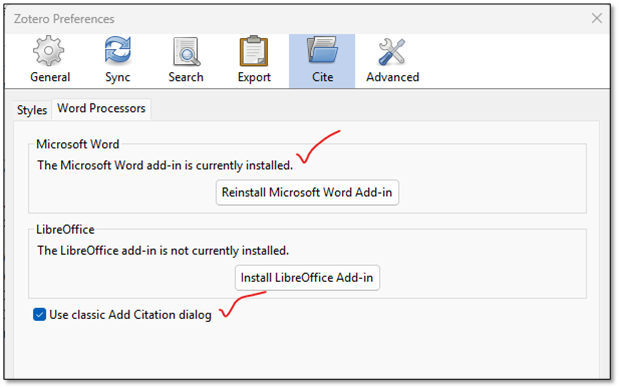 Zotero Preferences
General Sync Search Export Cite Advanced
Styles Word Processors
Microsoft Word
The Microsoft Word add-in is currently installed.
Reinstall Microsoft Word Add-in
LibreOffice
The LibreOffice add-in is not currently installed.
Install LibreOffice Add-in
Use classic Add Citation dialog